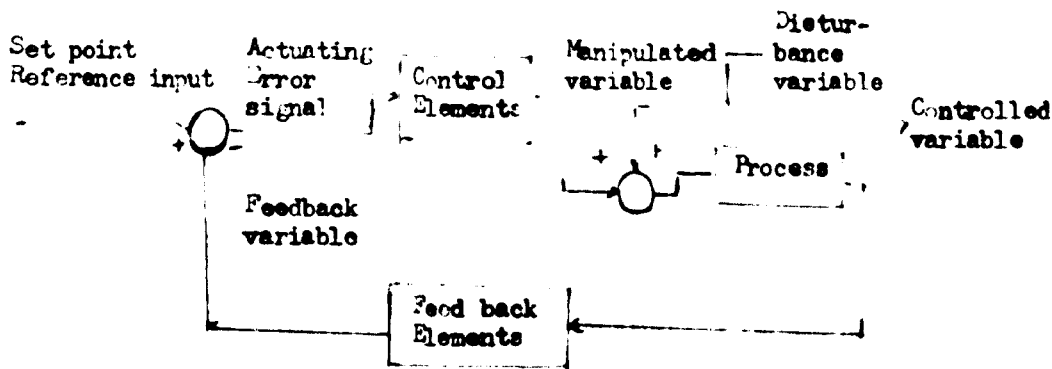 Set point
Reference input
Actuating
Error
signal
Control
Elements
Manipulated
variable
Distur-
bance
variable
Controlled
variable
+
-
+
+
Process
Feedback
variable
Feed back
Elements